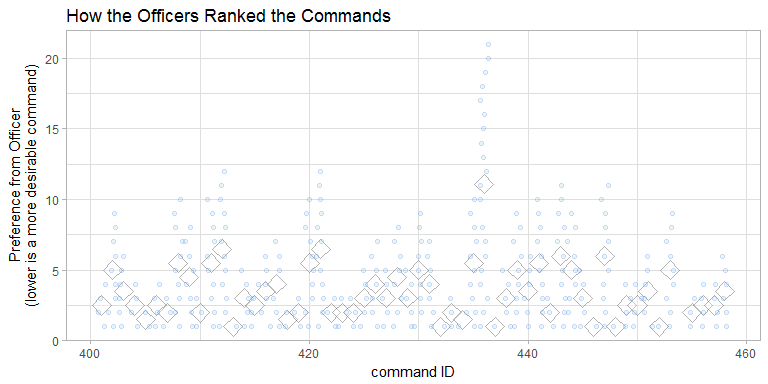 How the Officers Ranked the Commands
Preference from Officer
(lower is a more desirable command)
20
15
10
5
0
400
420
440
460
command ID